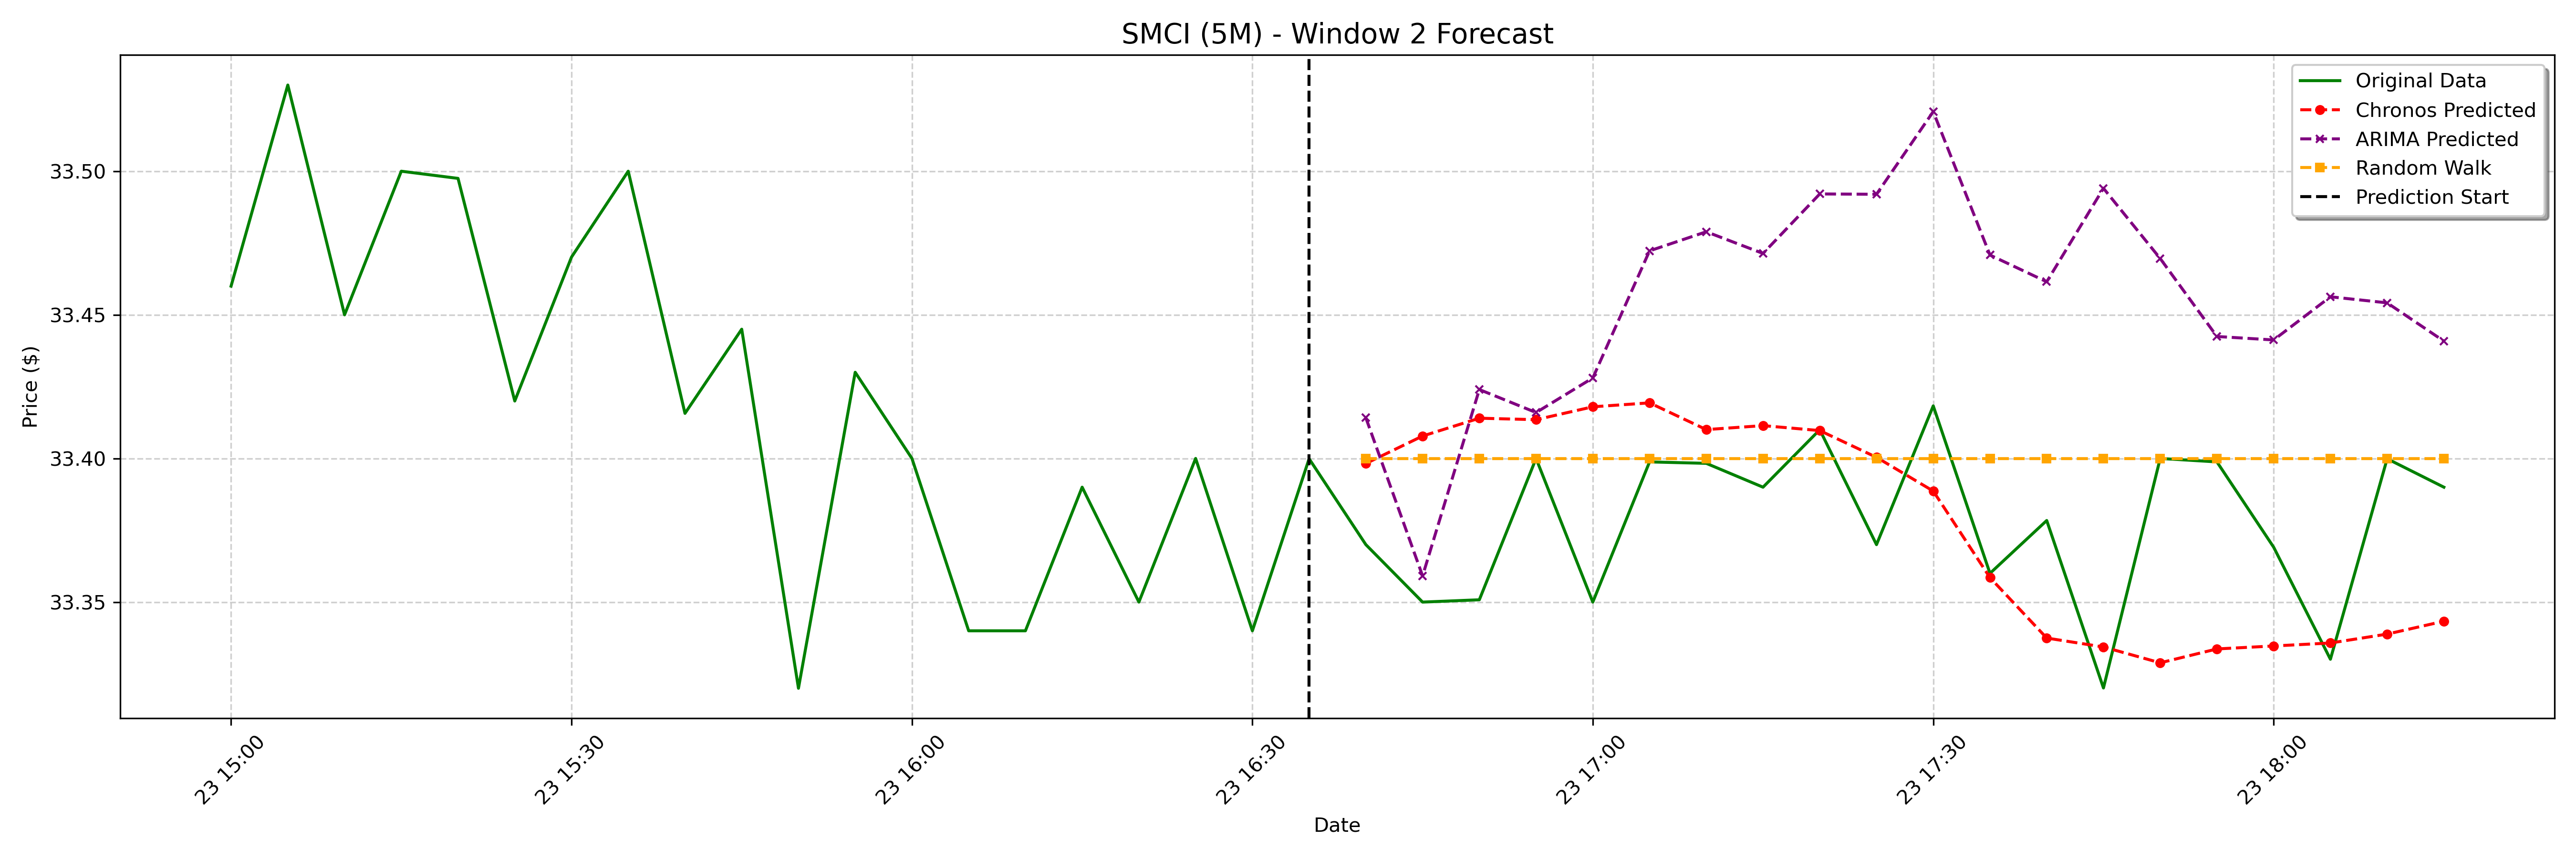 SMCI (5M) - Window 2 Forecast
Original Data
Chronos Predicted
ARIMA Predicted
Random Walk
Prediction Start
Price ($)
33.50
33.45
33.40
33.35
23 15:00
23 15:30
23 16:00
23 16:30
23 17:00
23 17:30
23 18:00
Date